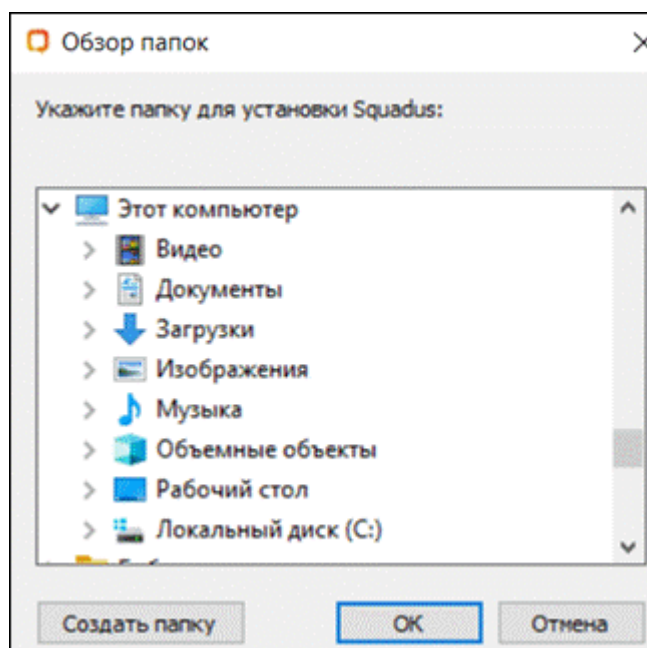 Обзор папок
Укажите папку для установки Squadus:
Этот компьютер
Видео
Документы
Загрузки
Изображения
Музыка
Объемные объекты
Рабочий стол
Локальный диск (C:)
Создать папку
OK
Отмена